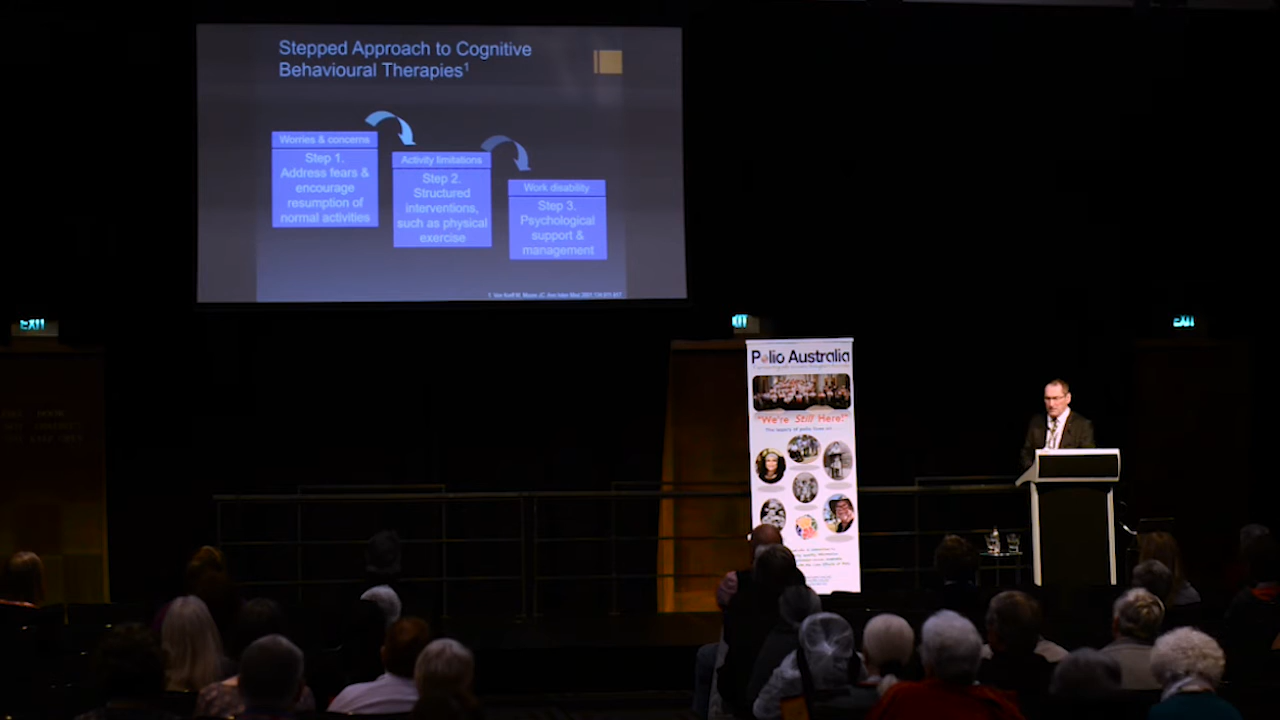 Stepped Approach to Cognitive
Behavioural Therapies¹
Worries & concerns
Step 1.
Address fears &
encourage
resumption of
normal activities
Activity limitations
Step 2.
Structured
interventions,
such as physical
exercise
Work disability
Step 3.
Psychological
support &
management
EXIT
EXIT
EXIT
Polio Australia
"We're Still Here!"